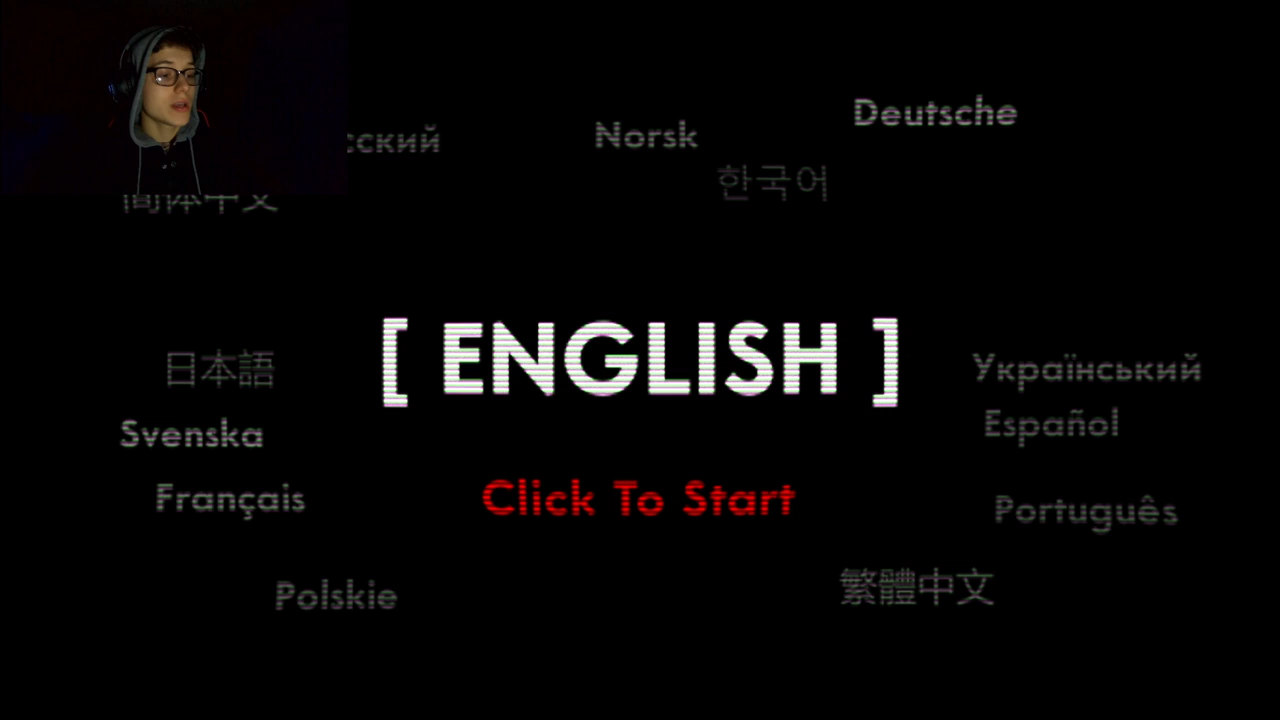 Deutsche
Norsk
한국어
[ ENGLISH ]
日本語
Український
Español
Svenska
Français
Click To Start
Português
繁體中文
Polskie